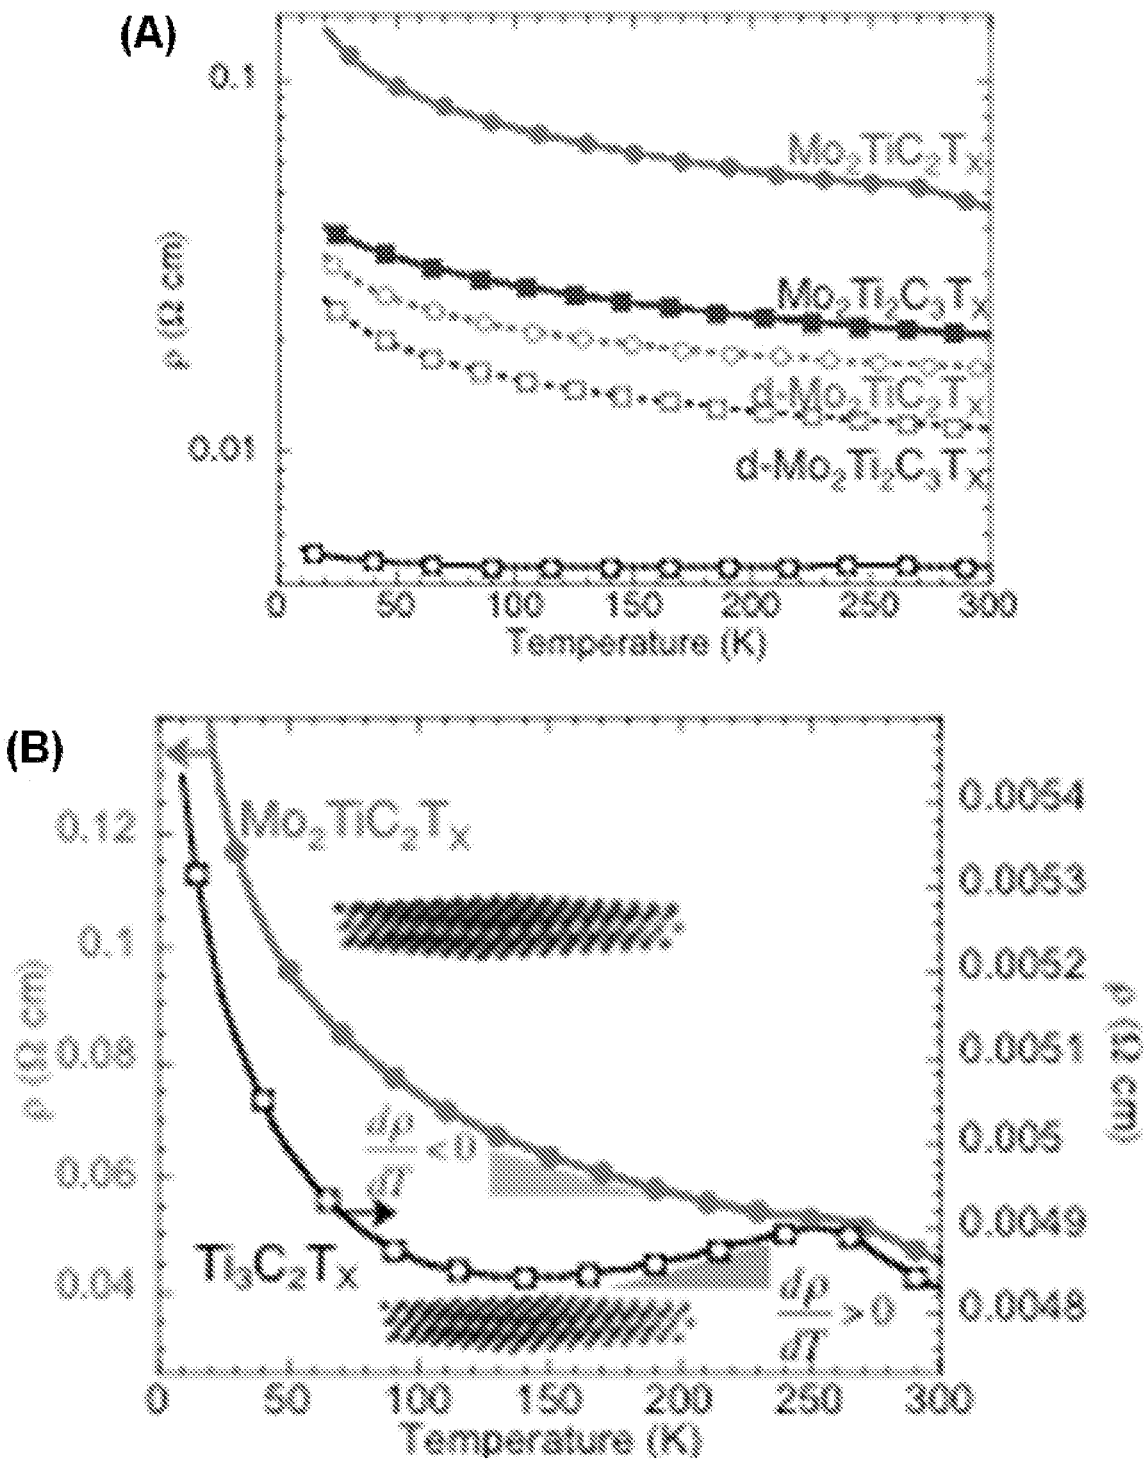 (A)
0.1
Mo₂TiC₂Tₓ
Mo₂Ti₂C₃Tₓ
ρ (Ω cm)
d-Mo₂TiC₂Tₓ
0.01
d-Mo₂Ti₂C₃Tₓ
0 50 100 150 200 250 300
Temperature (K)
(B)
0.0054
0.12
Mo₂TiC₂Tₓ
0.0053
0.1
0.0052
ρ (Ω cm)
ρ (Ω cm)
0.08
0.0051
dρ/dT < 0
0.005
0.06
0.0049
Ti₃C₂Tₓ
0.04
dρ/dT > 0
0.0048
0 50 100 150 200 250 300
Temperature (K)